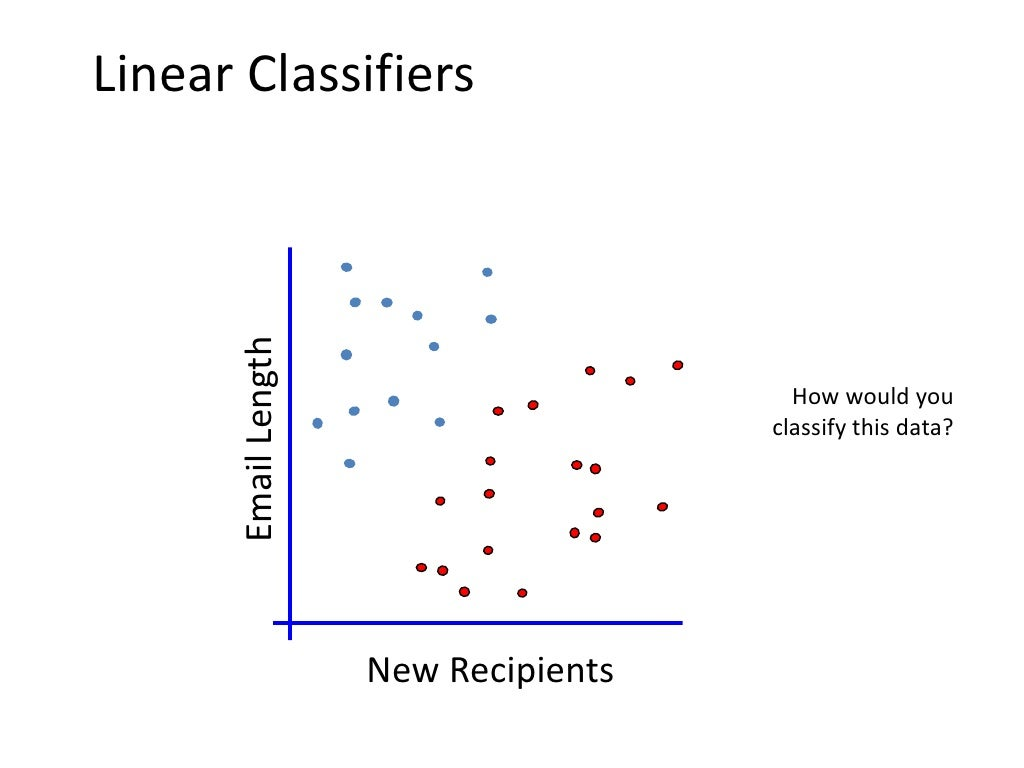 Linear Classifiers
Email Length
How would you
classify this data?
New Recipients